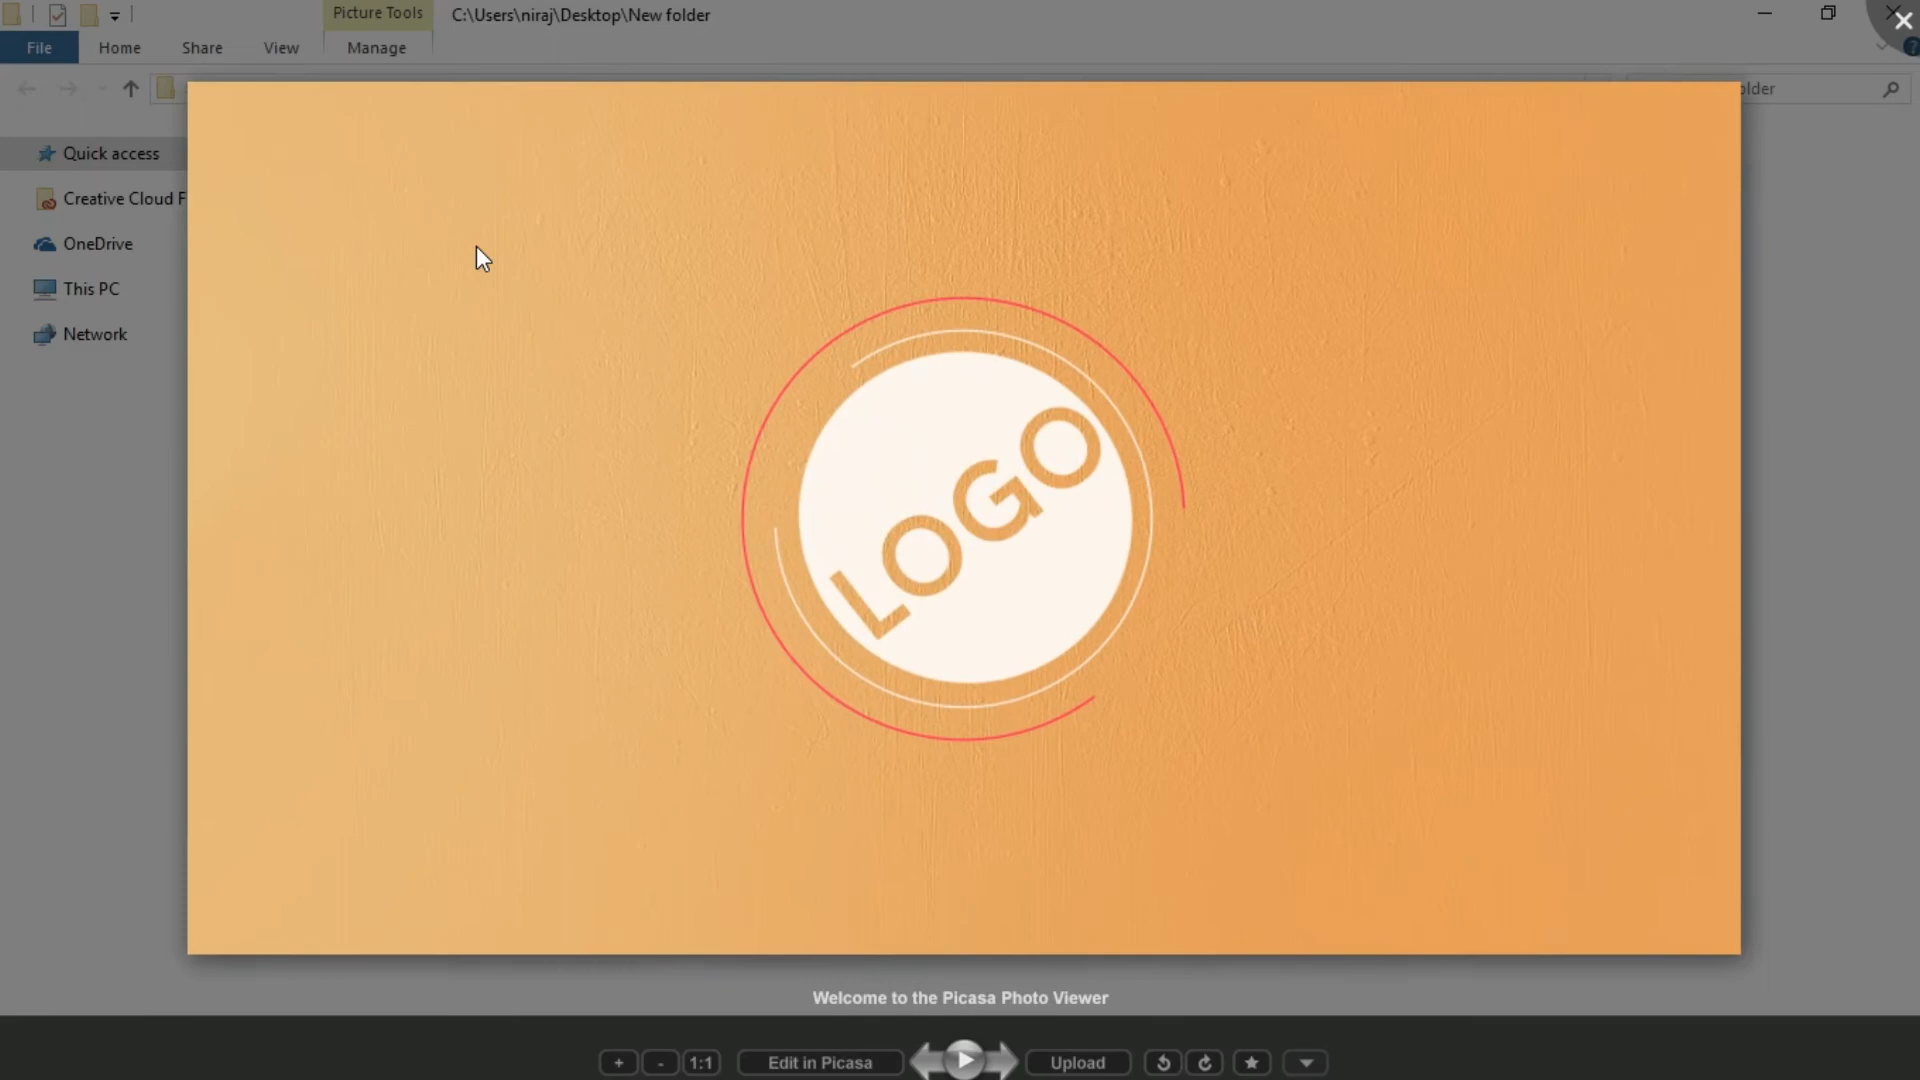 Picture Tools
C:\Users\niraj\Desktop\New folder
File
Home
Share
View
Manage
older
Quick access
Creative Cloud F
OneDrive
This PC
Network
LOGO
Welcome to the Picasa Photo Viewer
+
-
1:1
Edit in Picasa
Upload